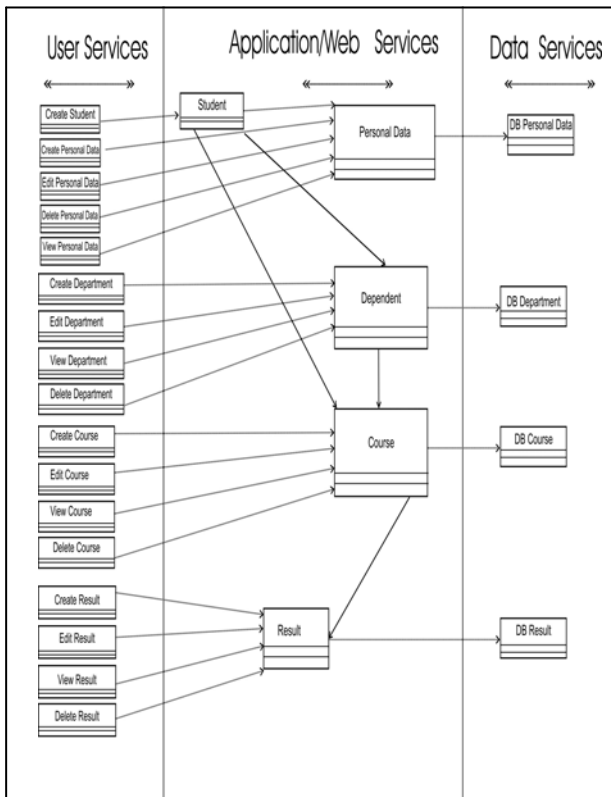 User Services
Application/Web Services
Data Services
Create Student
Create Personal Data
Edit Personal Data
Delete Personal Data
View Personal Data
Create Department
Edit Department
View Department
Delete Department
Create Course
Edit Course
View Course
Delete Course
Create Result
Edit Result
View Result
Delete Result
Student
Personal Data
Dependent
Course
Result
DB Personal Data
DB Department
DB Course
DB Result